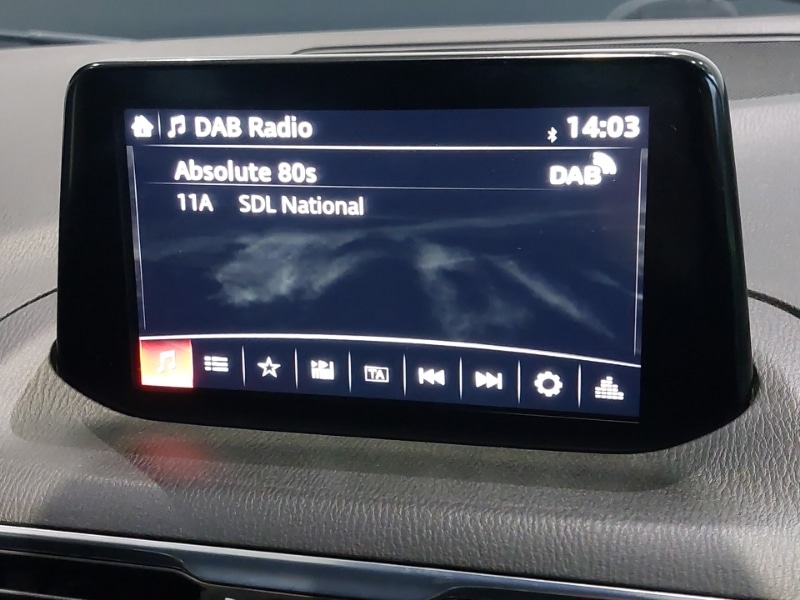 DAB Radio 14:03
Absolute 80s DAB
11A SDL National
TA